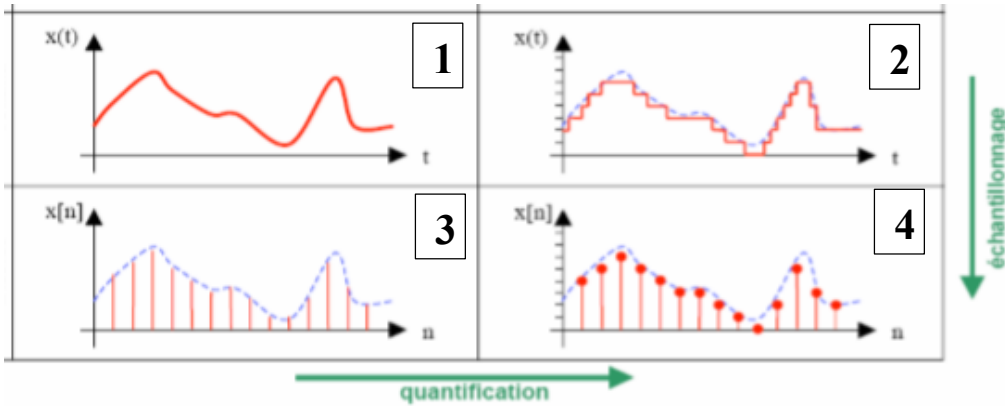 x(t)
1
t
x(t)
2
t
x[n]
3
n
x[n]
4
n
échantillonnage
quantification